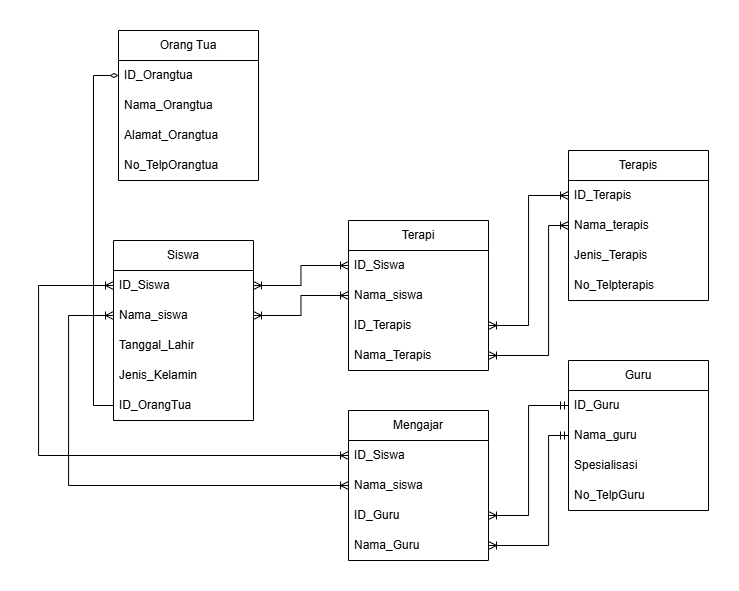 Orang Tua
ID_Orangtua
Nama_Orangtua
Alamat_Orangtua
No_TelpOrangtua
Siswa
ID_Siswa
Nama_siswa
Tanggal_Lahir
Jenis_Kelamin
ID_OrangTua
Terapi
ID_Siswa
Nama_siswa
ID_Terapis
Nama_Terapis
Terapis
ID_Terapis
Nama_terapis
Jenis_Terapis
No_Telpterapis
Mengajar
ID_Siswa
Nama_siswa
ID_Guru
Nama_Guru
Guru
ID_Guru
Nama_guru
Spesialisasi
No_TelpGuru